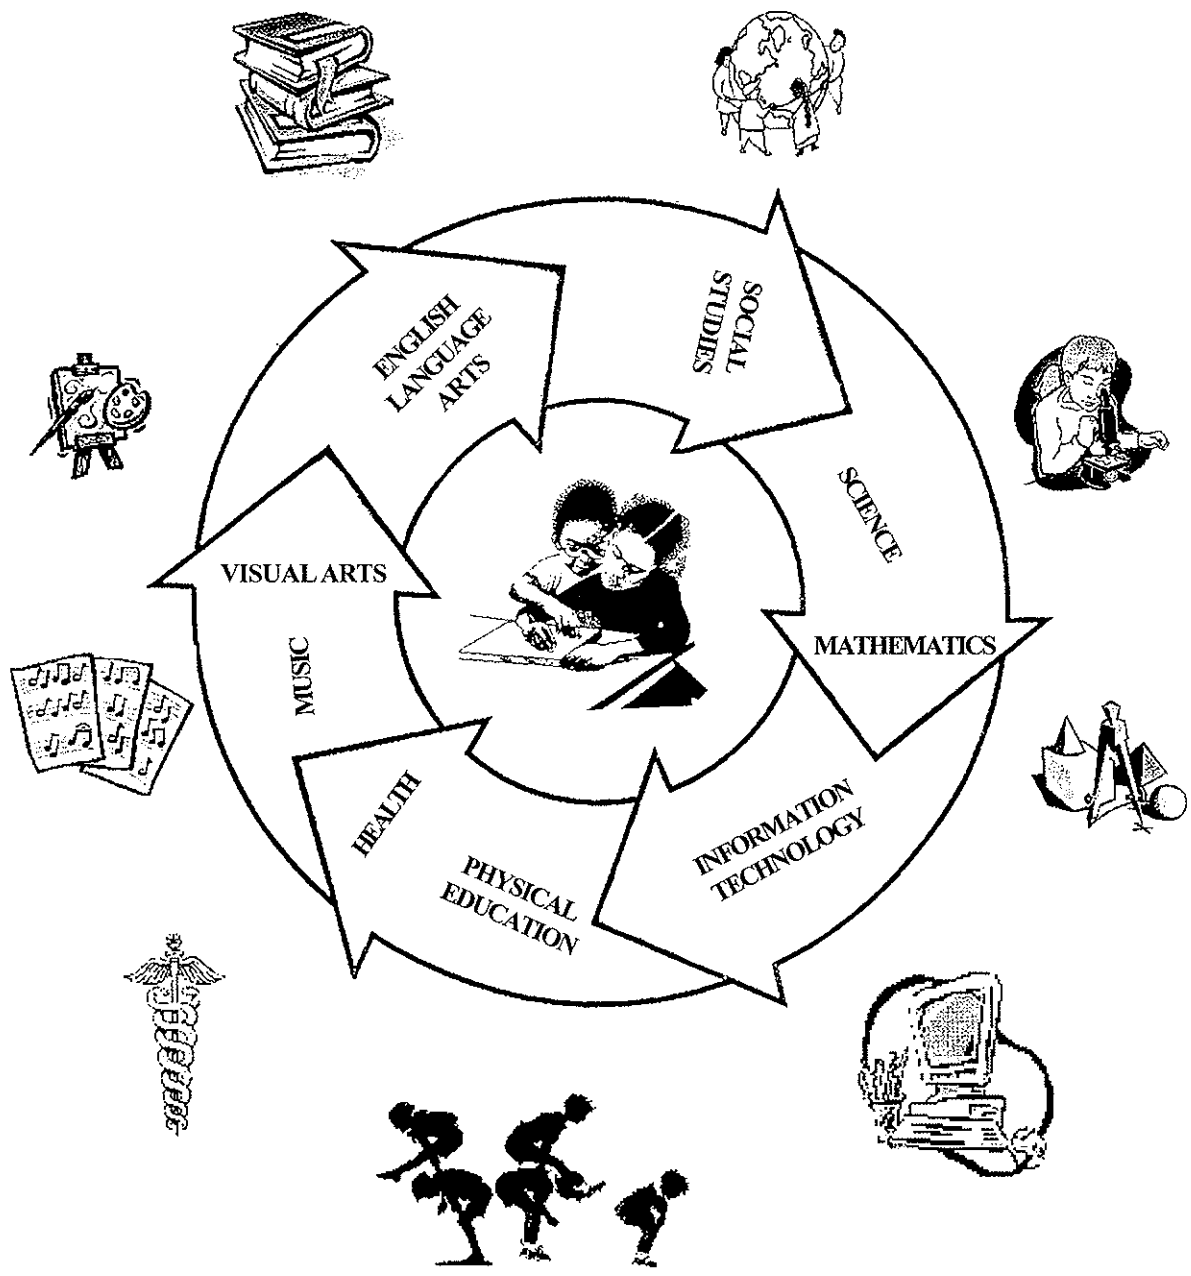 ENGLISH
LANGUAGE
ARTS
SOCIAL
STUDIES
SCIENCE
MATHEMATICS
INFORMATION
TECHNOLOGY
PHYSICAL
EDUCATION
HEALTH
MUSIC
VISUAL ARTS